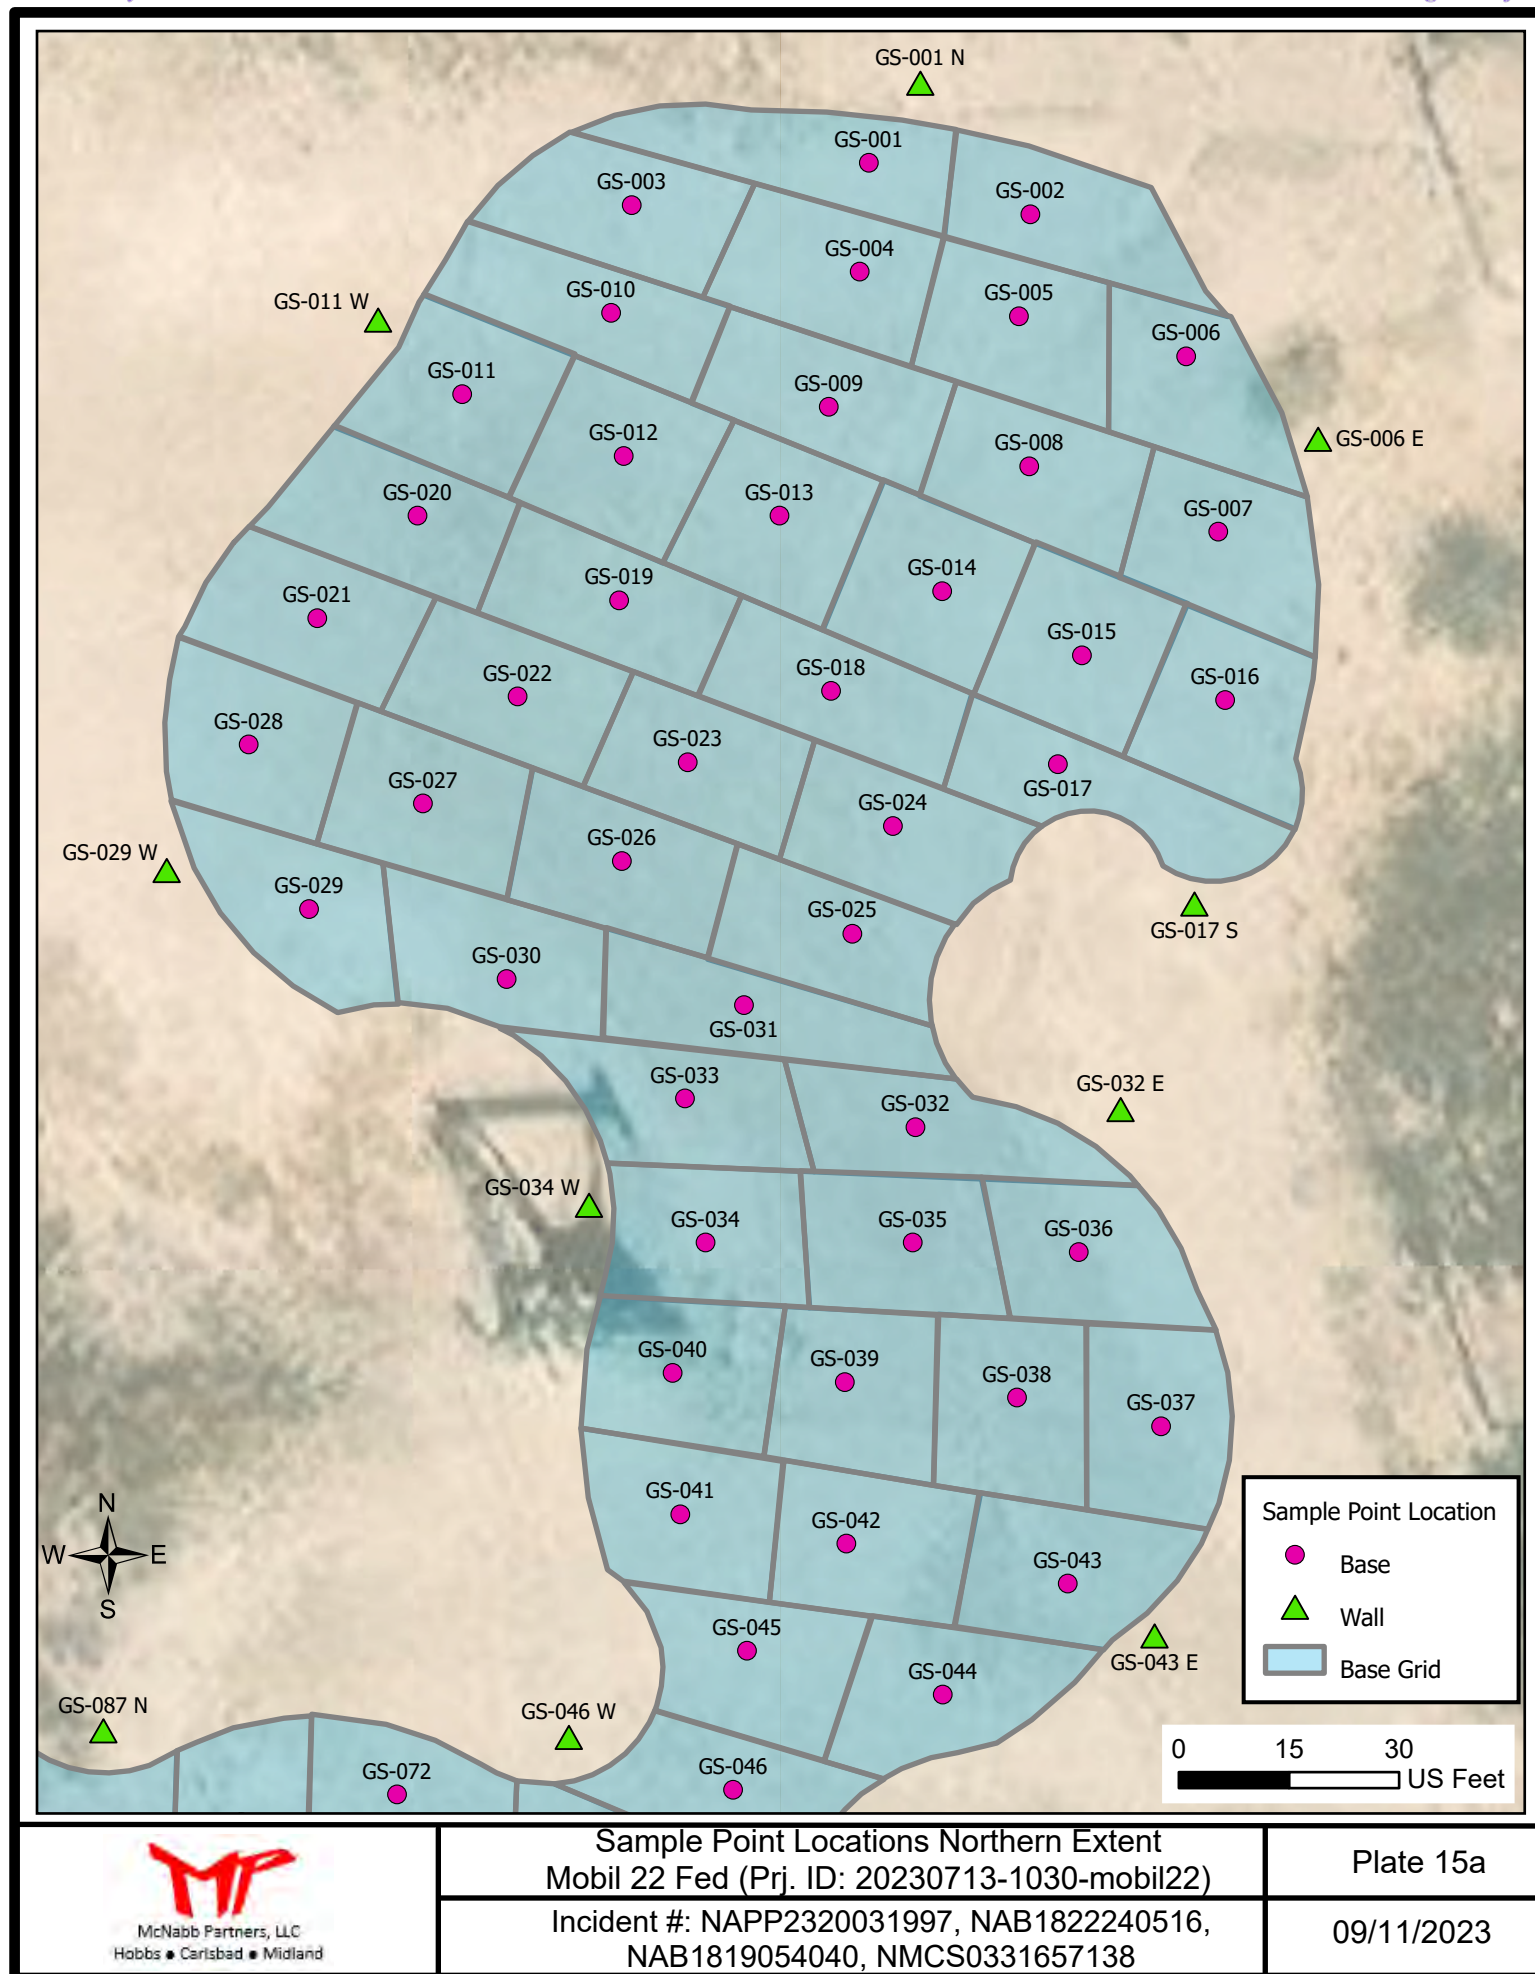 GS-001 N
GS-001
GS-003
GS-002
GS-004
GS-010
GS-005
GS-011 W
GS-006
GS-011
GS-009
GS-012
GS-008
GS-006 E
GS-020
GS-013
GS-007
GS-014
GS-019
GS-021
GS-015
GS-018
GS-022
GS-016
GS-028
GS-023
GS-027
GS-017
GS-024
GS-026
GS-029 W
GS-029
GS-025
GS-017 S
GS-030
GS-031
GS-033
GS-032 E
GS-032
GS-034 W
GS-034
GS-035
GS-036
GS-040
GS-039
GS-038
GS-037
GS-041
GS-042
GS-043
GS-045
GS-043 E
GS-044
GS-087 N
GS-046 W
GS-072
GS-046
N
W
E
S
Sample Point Location
Base
Wall
Base Grid
0 15 30
US Feet
McNabb Partners, LLC
Hobbs • Carlsbad • Midland
Sample Point Locations Northern Extent
Mobil 22 Fed (Prj. ID: 20230713-1030-mobil22)
Incident #: NAPP2320031997, NAB1822240516,
NAB1819054040, NMCS0331657138
Plate 15a
09/11/2023